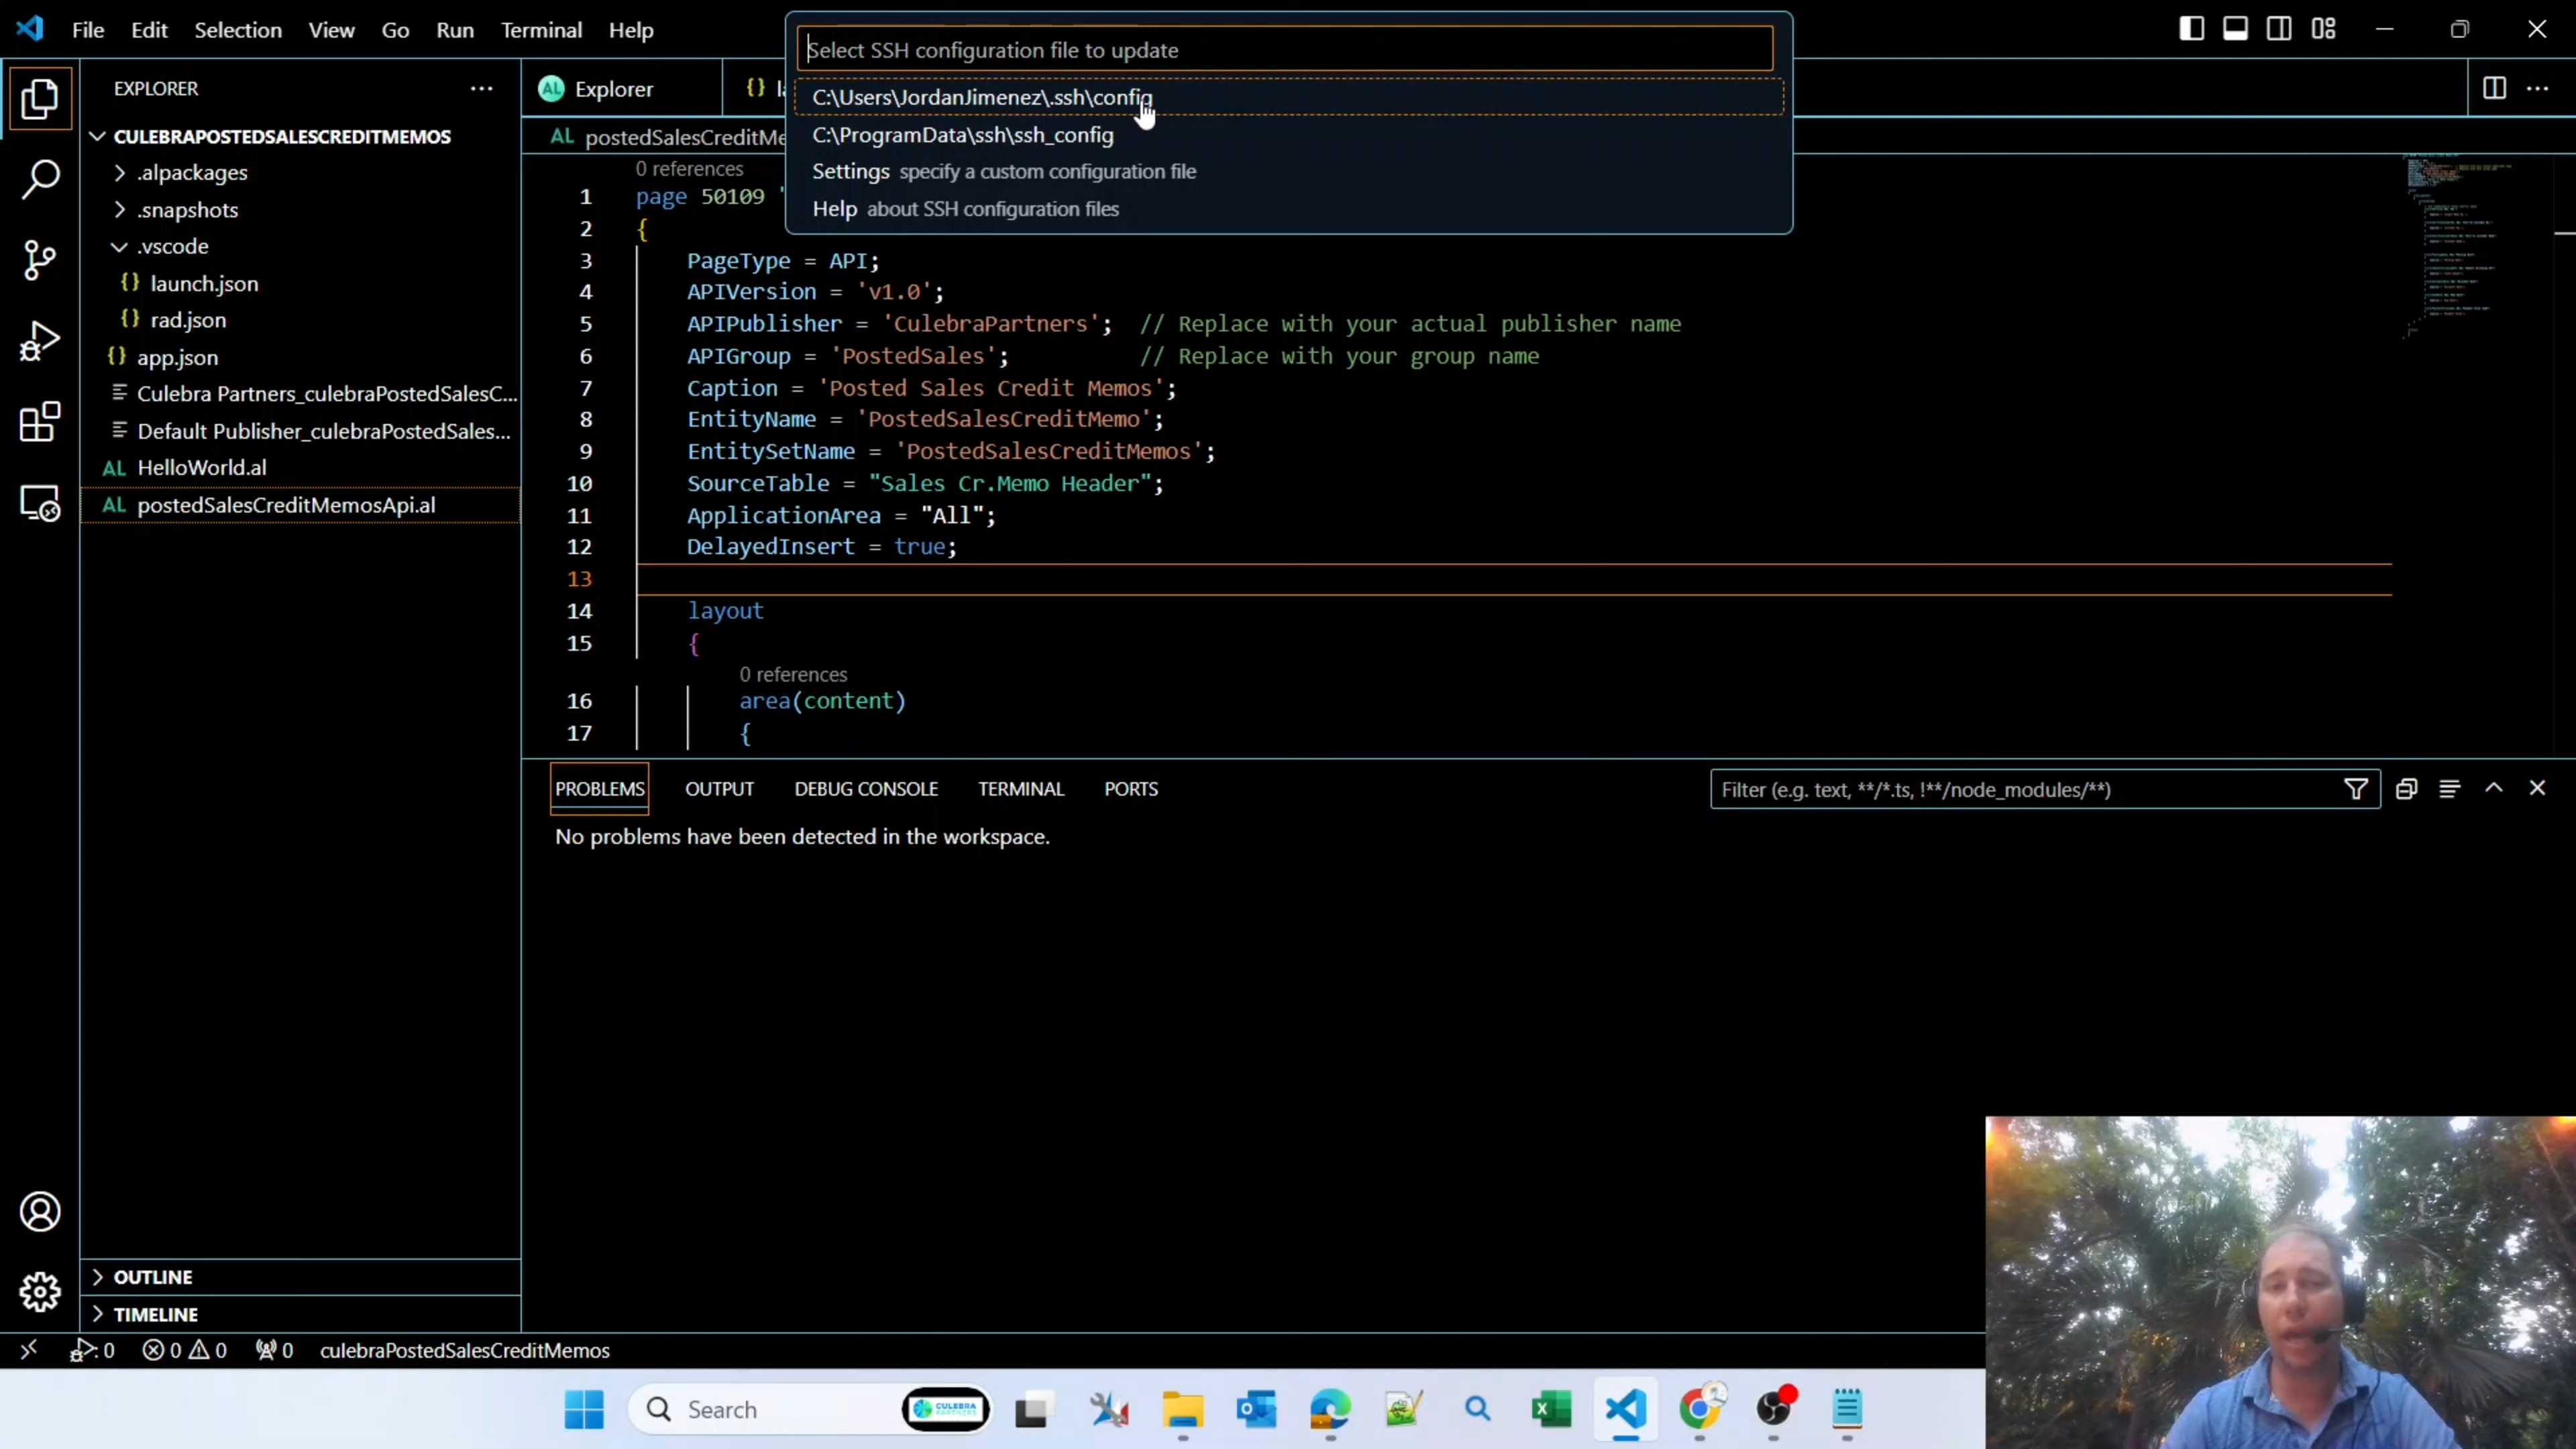 File Edit Selection View Go Run Terminal Help
Select SSH configuration file to update
C:\Users\JordanJimenez\.ssh\config
C:\ProgramData\ssh\ssh_config
Settings specify a custom configuration file
Help about SSH configuration files
EXPLORER
CULEBRAPOSTEDSALESCREDITMEMOS
.alpackages
.snapshots
.vscode
{} launch.json
{} rad.json
{} app.json
Culebra Partners_culebraPostedSalesC...
Default Publisher_culebraPostedSales...
AL HelloWorld.al
AL postedSalesCreditMemosApi.al
OUTLINE
TIMELINE
AL Explorer
{}
AL postedSalesCreditMe
0 references
1 page 50109 "
2 {
3 PageType = API;
4 APIVersion = 'v1.0';
5 APIPublisher = 'CulebraPartners'; // Replace with your actual publisher name
6 APIGroup = 'PostedSales'; // Replace with your group name
7 Caption = 'Posted Sales Credit Memos';
8 EntityName = 'PostedSalesCreditMemo';
9 EntitySetName = 'PostedSalesCreditMemos';
10 SourceTable = "Sales Cr.Memo Header";
11 ApplicationArea = "All";
12 DelayedInsert = true;
13
14 layout
15 {
0 references
16 area(content)
17 {
PROBLEMS OUTPUT DEBUG CONSOLE TERMINAL PORTS
Filter (e.g. text, **/*.ts, !**/node_modules/**)
No problems have been detected in the workspace.
0 0 0 0 culebraPostedSalesCreditMemos
Search
CULEBRA
PARTNERS